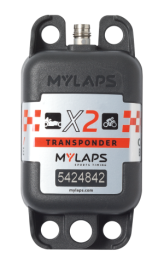 MYLAPS
X2
TRANSPONDER
MYLAPS
SPORTS TIMING
5424842
mylaps.com